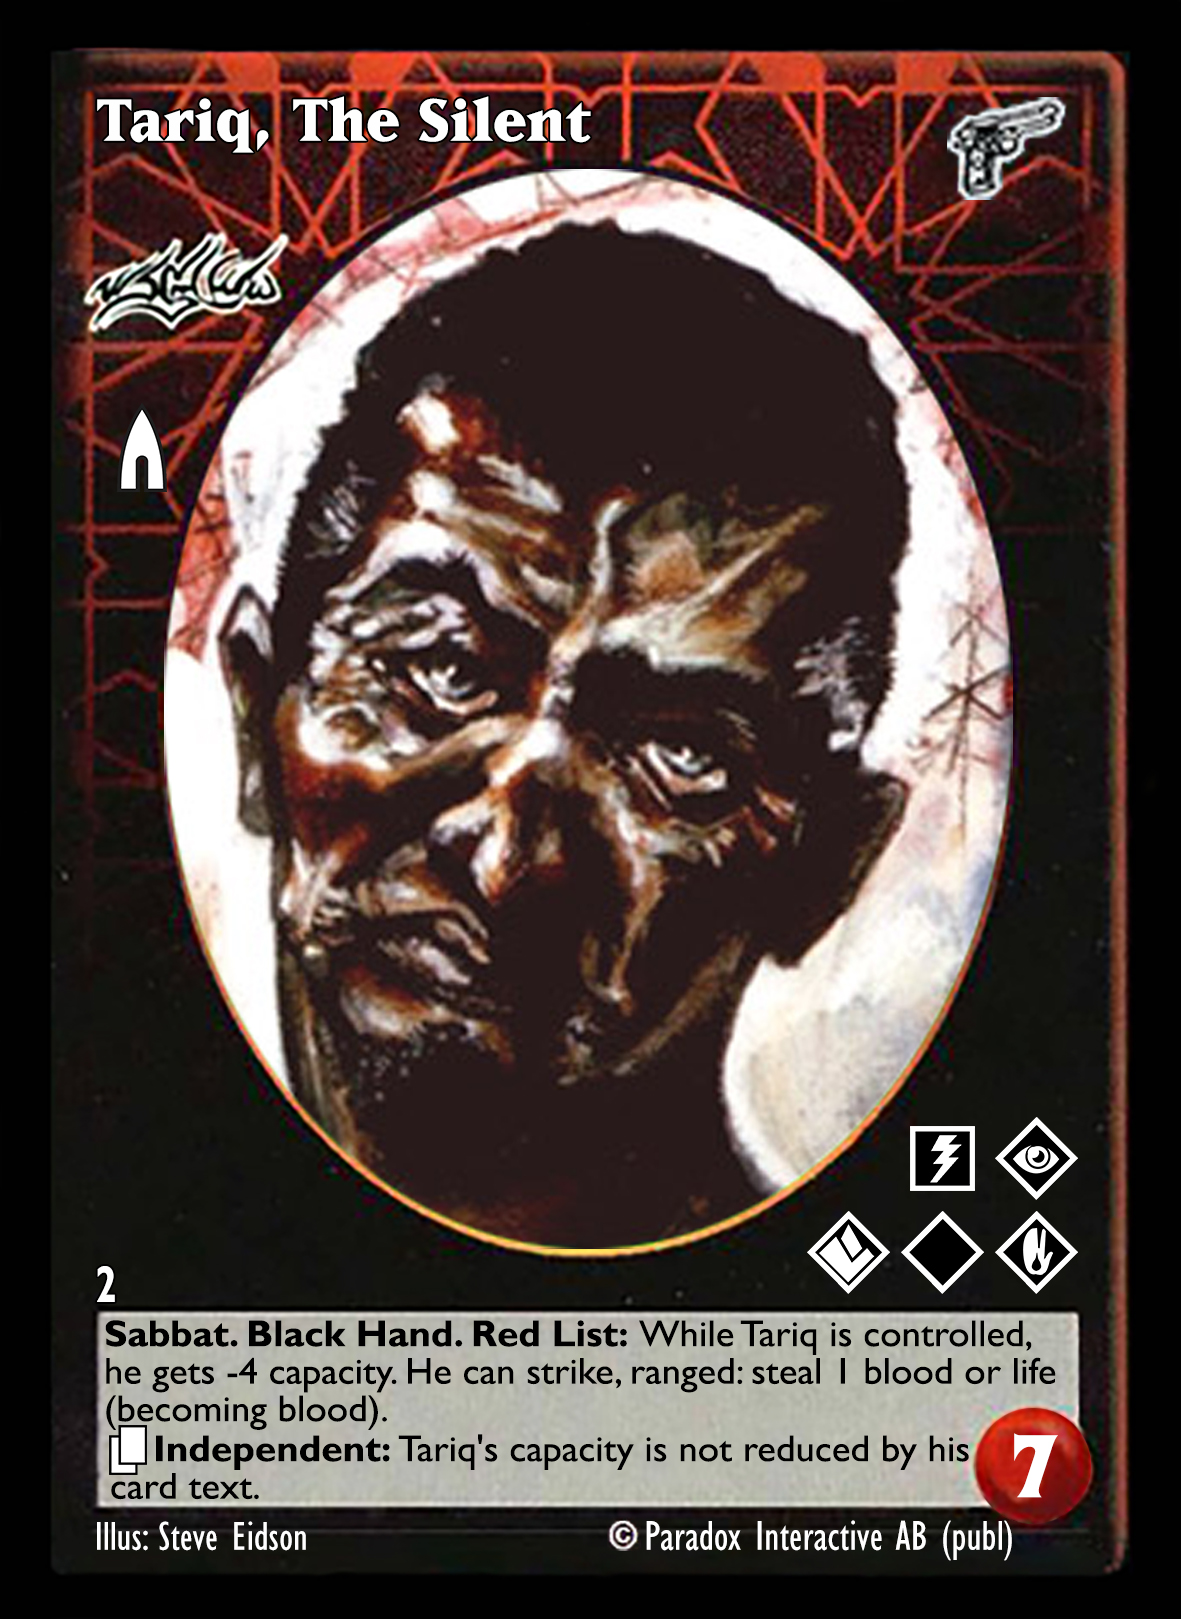 Tariq, The Silent
2
Sabbat. Black Hand. Red List: While Tariq is controlled,
he gets -4 capacity. He can strike, ranged: steal 1 blood or life
(becoming blood).
Independent: Tariq's capacity is not reduced by his
card text.
7
Illus: Steve Eidson
© Paradox Interactive AB (publ)